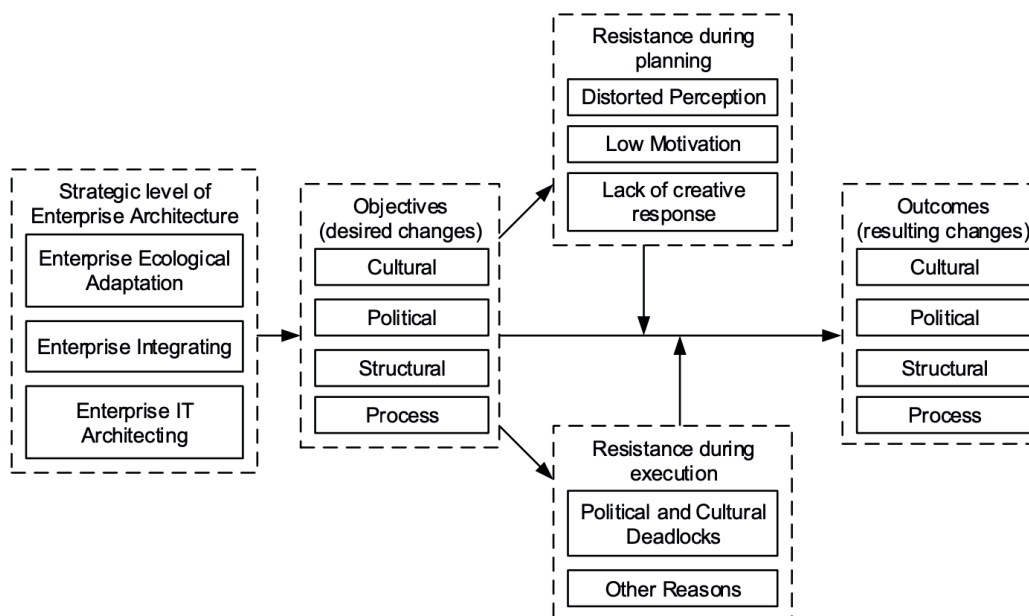 Strategic level of
Enterprise Architecture
Enterprise Ecological
Adaptation
Enterprise Integrating
Enterprise IT
Architecting
Objectives
(desired changes)
Cultural
Political
Structural
Process
Resistance during
planning
Distorted Perception
Low Motivation
Lack of creative
response
Resistance during
execution
Political and Cultural
Deadlocks
Other Reasons
Outcomes
(resulting changes)
Cultural
Political
Structural
Process